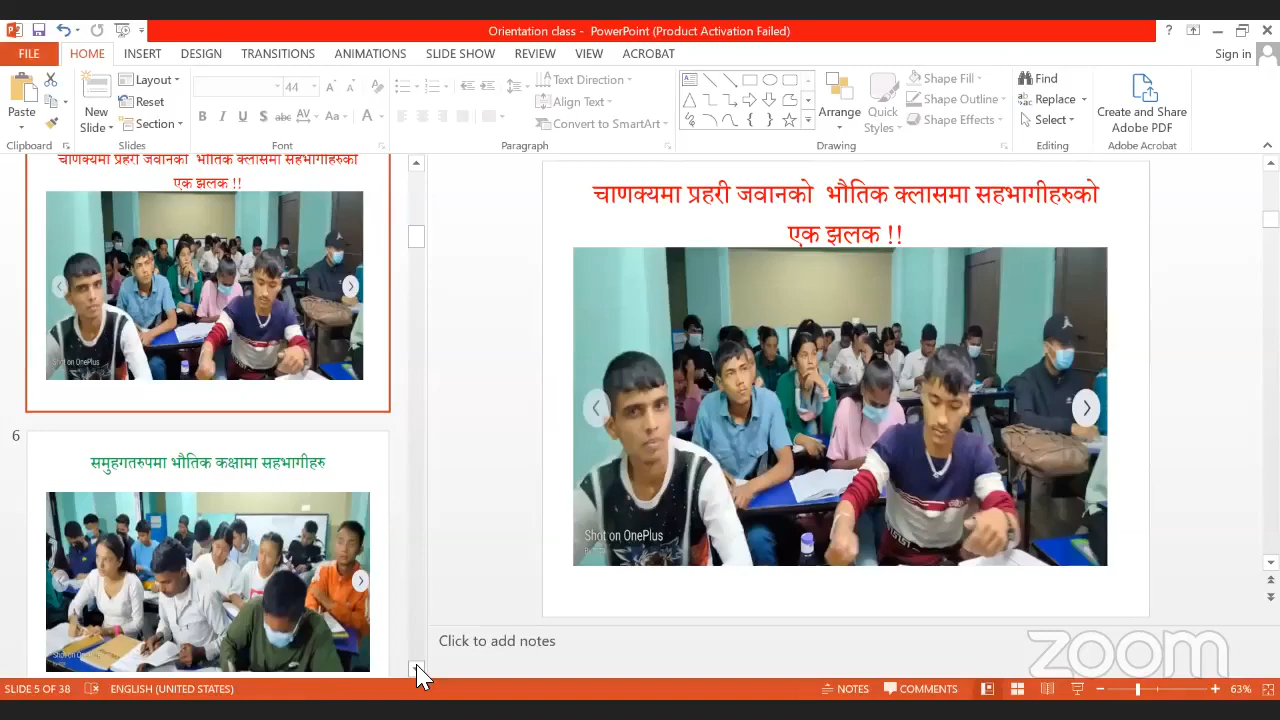 Orientation class - PowerPoint (Product Activation Failed)
FILE HOME INSERT DESIGN TRANSITIONS ANIMATIONS SLIDE SHOW REVIEW VIEW ACROBAT Sign in
Paste
Clipboard
New Slide
Layout
Reset
Section
Slides
44
Font
Text Direction
Align Text
Convert to SmartArt
Paragraph
Arrange
Quick Styles
Shape Fill
Shape Outline
Shape Effects
Drawing
Find
Replace
Select
Editing
Create and Share
Adobe PDF
Adobe Acrobat
चाणक्यमा प्रहरी जवानको भौतिक क्लासमा सहभागीहरुको
एक झलक !!
Shot on OnePlus
6
समुहगतरुपमा भौतिक कक्षामा सहभागीहरु
Shot on OnePlus
चाणक्यमा प्रहरी जवानको भौतिक क्लासमा सहभागीहरुको
एक झलक !!
Shot on OnePlus
Click to add notes
zoom
SLIDE 5 OF 38 ENGLISH (UNITED STATES) NOTES COMMENTS 63%